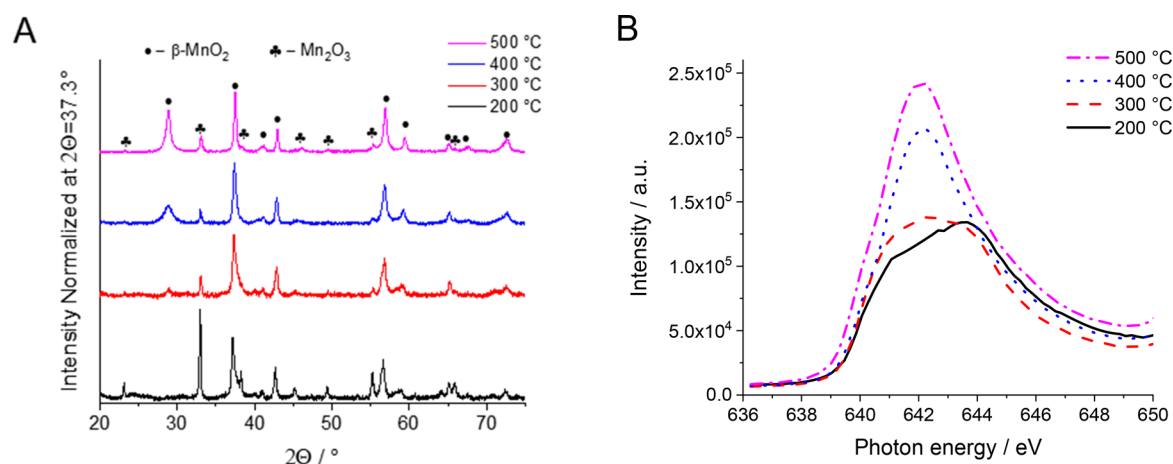 A
● – β-MnO₂ ♣ – Mn₂O₃
500 °C
400 °C
300 °C
200 °C
Intensity Normalized at 2Θ=37.3°
20 30 40 50 60 70
2Θ / °
B
500 °C
400 °C
300 °C
200 °C
2.5x10⁵
2.0x10⁵
1.5x10⁵
1.0x10⁵
5.0x10⁴
0.0
Intensity / a.u.
636 638 640 642 644 646 648 650
Photon energy / eV